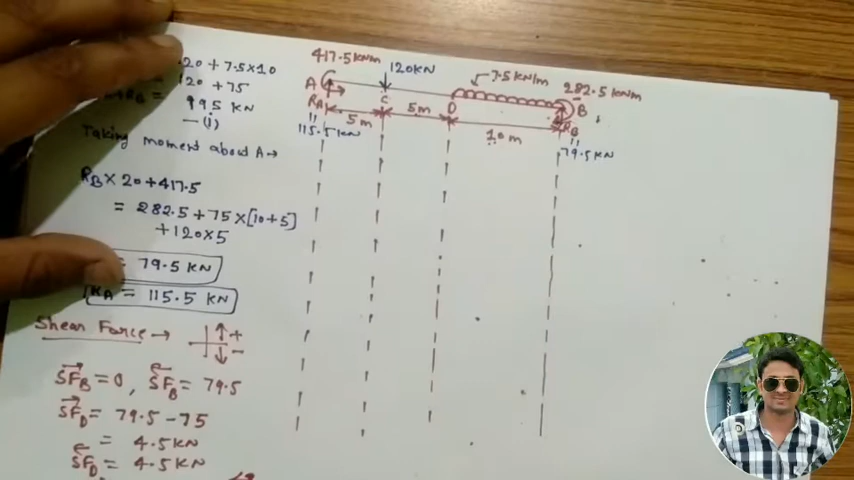 20 + 7.5×10
120 + 75
RB = 195 KN
—(i)
Taking moment about A→
RB × 20 + 417.5
= 282.5 + 75 × [10+5]
+ 120×5
= 79.5 KN
RA = 115.5 KN
Shear Force →
+
−
SFB = 0, SFB = 79.5
SFD = 79.5 − 75
= 4.5 KN
SFD = 4.5 KN
417.5 KNm
120KN
7.5 KN/m
282.5 KNm
A
C
D
B
RA
RB
5m
5m
10 m
115.5 KN
79.5 KN